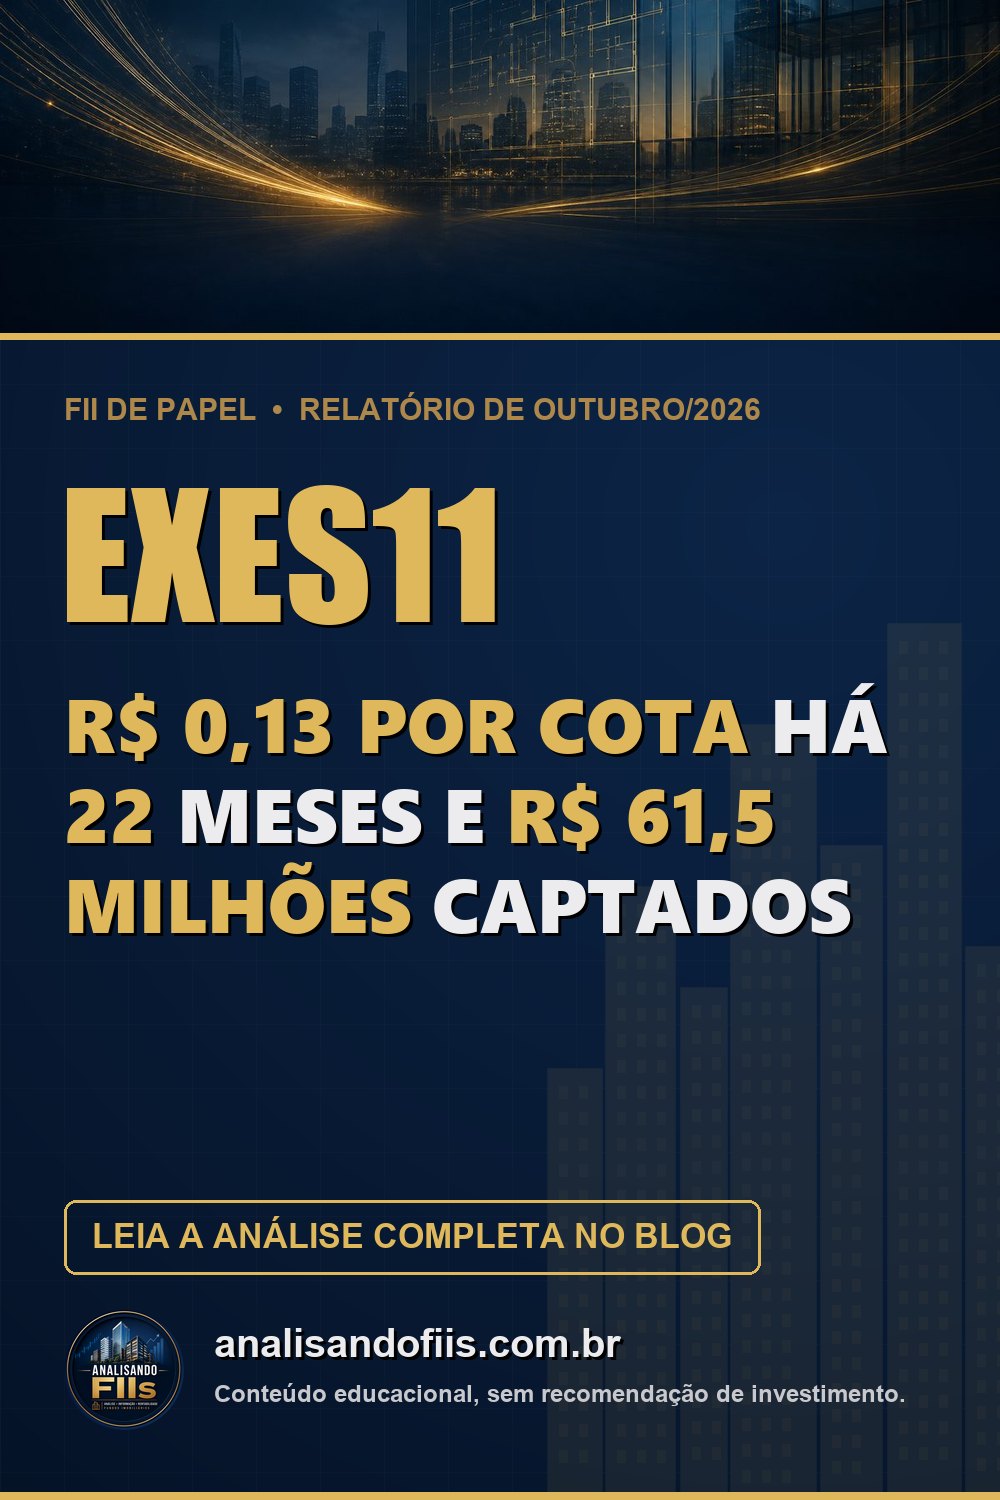 FII DE PAPEL • RELATÓRIO DE OUTUBRO/2026
EXES11
R$ 0,13 POR COTA HÁ
22 MESES E R$ 61,5
MILHÕES CAPTADOS
LEIA A ANÁLISE COMPLETA NO BLOG
analisandofiis.com.br
Conteúdo educacional, sem recomendação de investimento.
ANALISANDO
FIIs